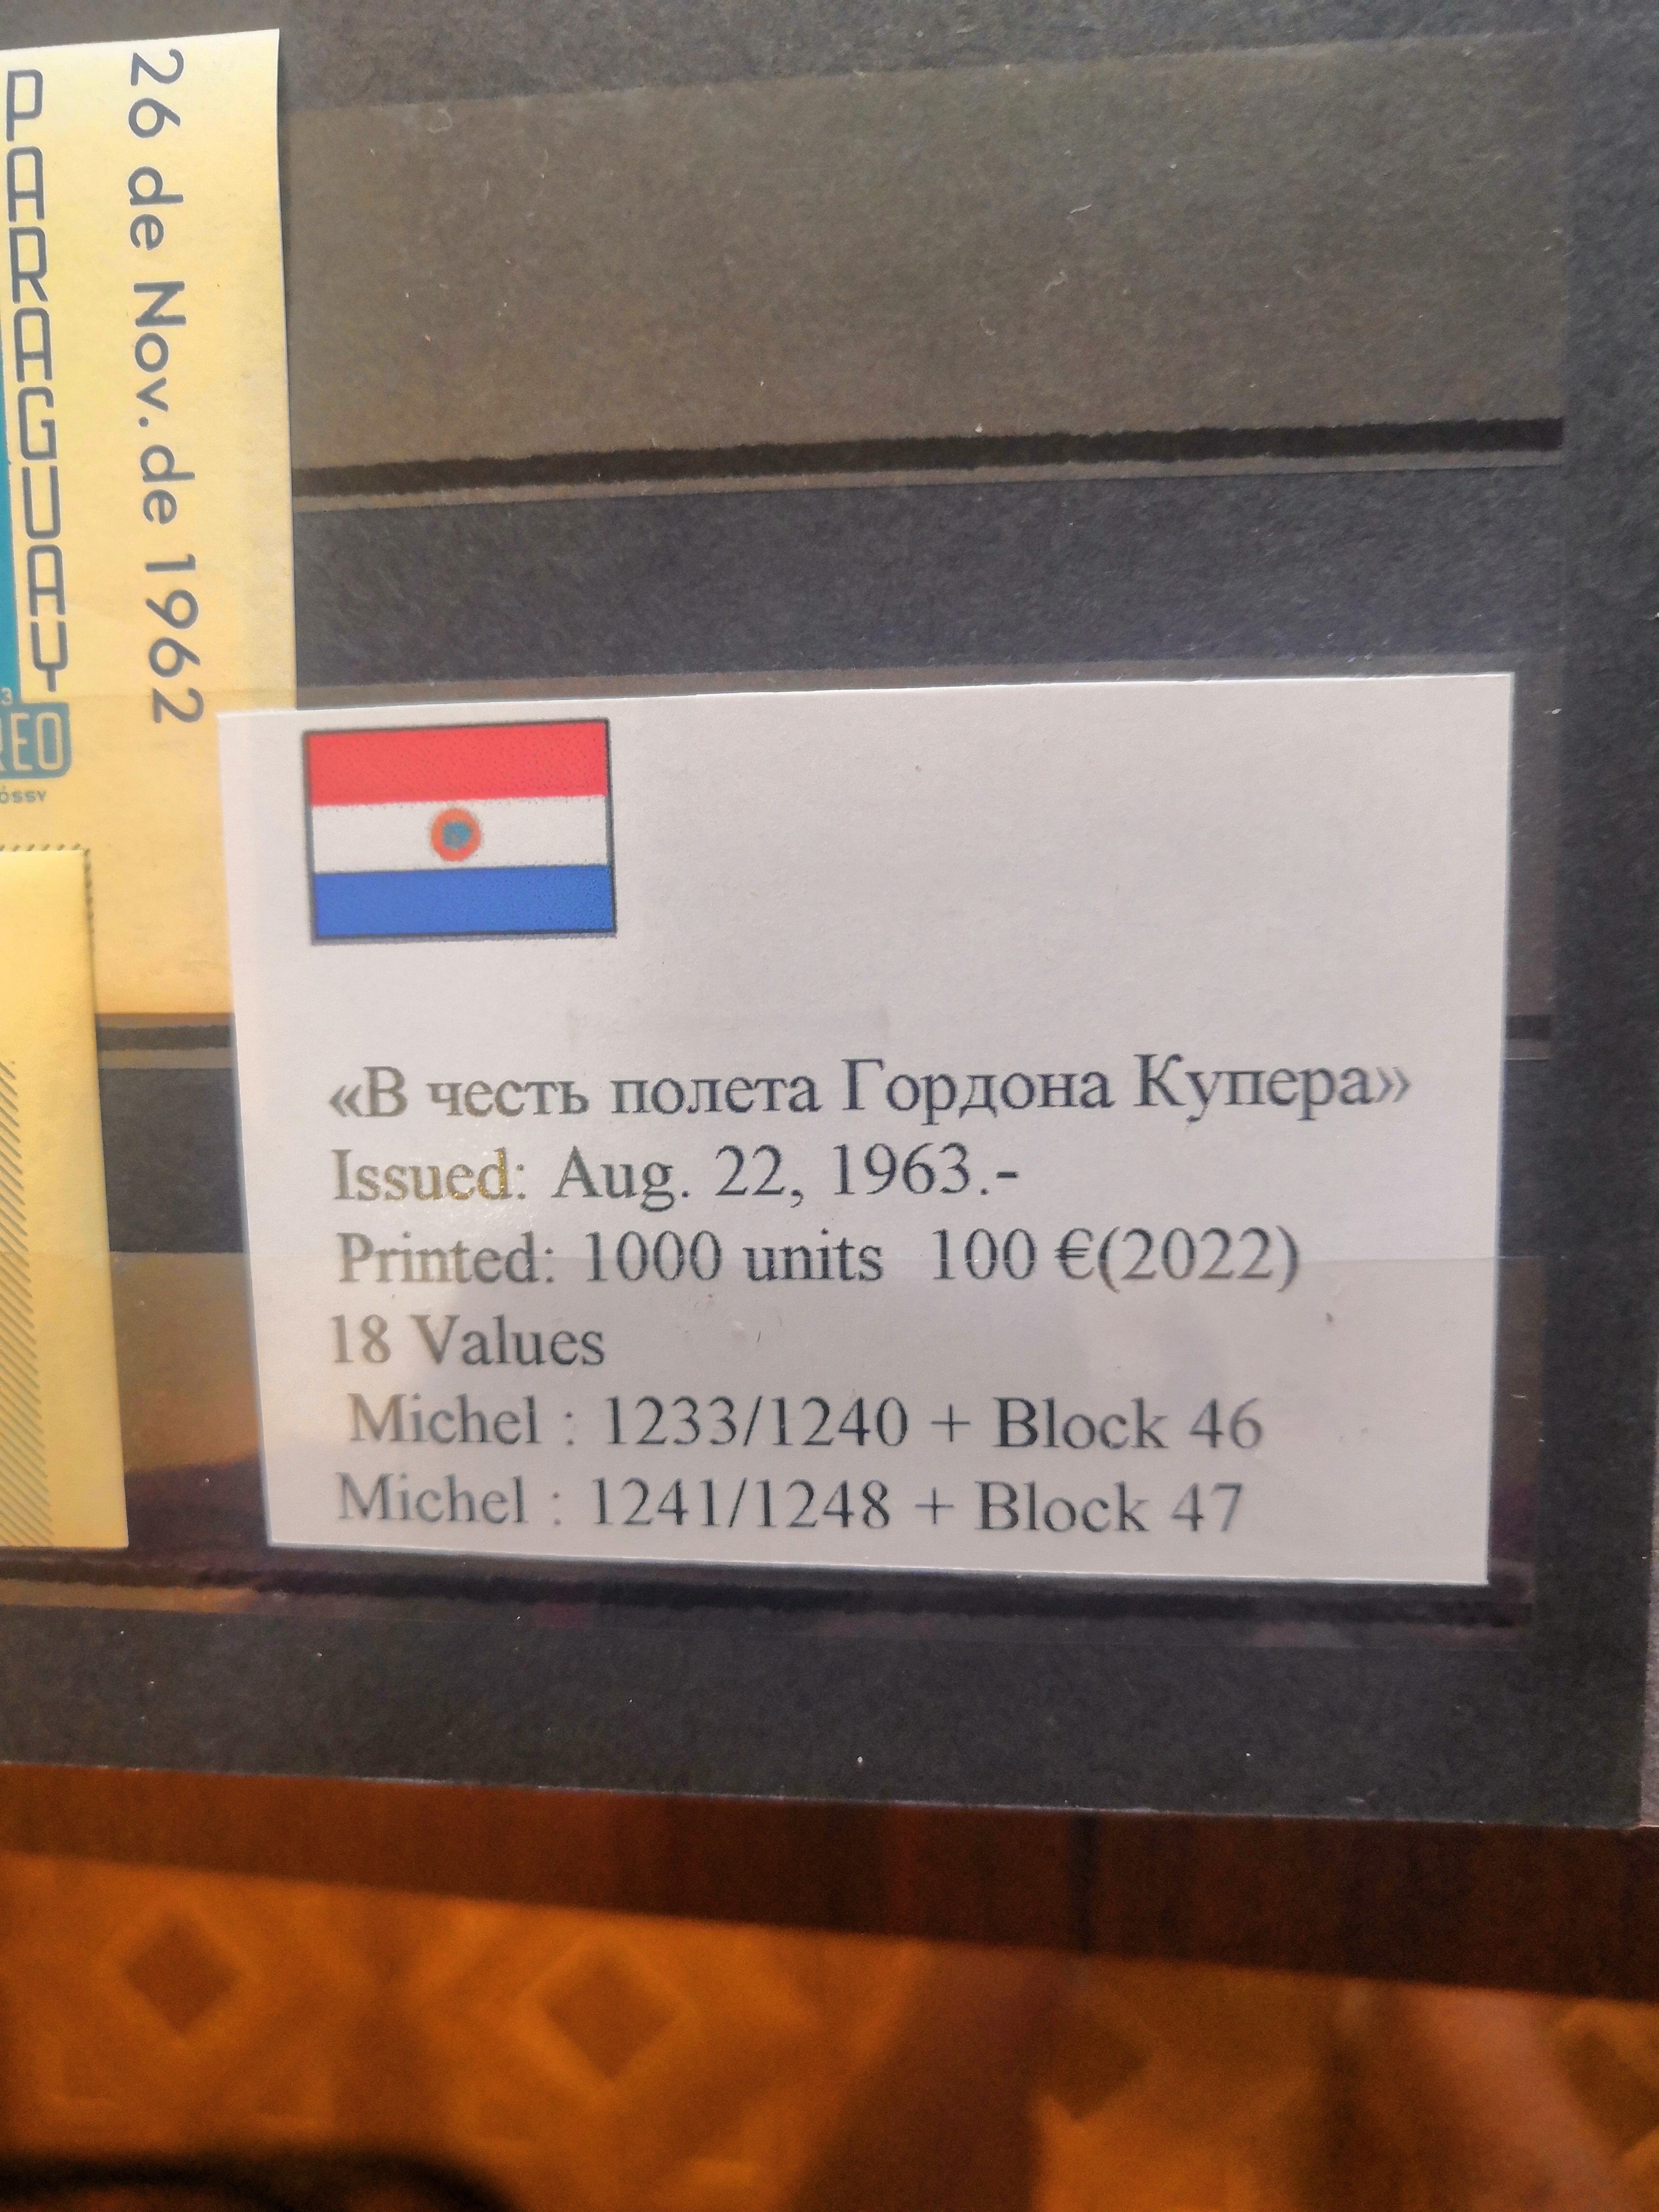 PARAGUAY
26 de Nov. de 1962
«В честь полета Гордона Купера»
Issued: Aug. 22, 1963.-
Printed: 1000 units 100 €(2022)
18 Values
Michel : 1233/1240 + Block 46
Michel : 1241/1248 + Block 47